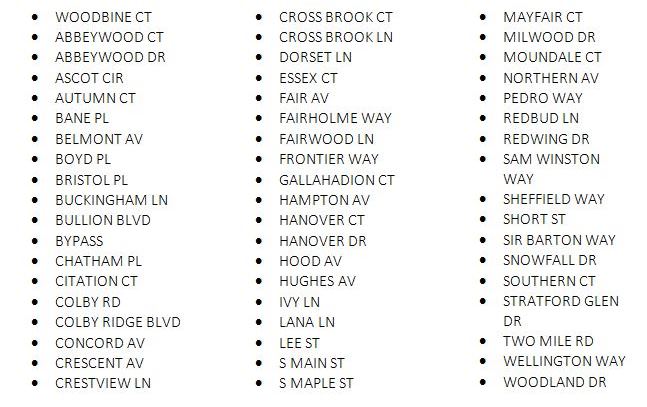 WOODBINE CT
ABBEYWOOD CT
ABBEYWOOD DR
ASCOT CIR
AUTUMN CT
BANE PL
BELMONT AV
BOYD PL
BRISTOL PL
BUCKINGHAM LN
BULLION BLVD
BYPASS
CHATHAM PL
CITATION CT
COLBY RD
COLBY RIDGE BLVD
CONCORD AV
CRESCENT AV
CRESTVIEW LN
CROSS BROOK CT
CROSS BROOK LN
DORSET LN
ESSEX CT
FAIR AV
FAIRHOLME WAY
FAIRWOOD LN
FRONTIER WAY
GALLAHADION CT
HAMPTON AV
HANOVER CT
HANOVER DR
HOOD AV
HUGHES AV
IVY LN
LANA LN
LEE ST
S MAIN ST
S MAPLE ST
MAYFAIR CT
MILWOOD DR
MOUNDALE CT
NORTHERN AV
PEDRO WAY
REDBUD LN
REDWING DR
SAM WINSTON
WAY
SHEFFIELD WAY
SHORT ST
SIR BARTON WAY
SNOWFALL DR
SOUTHERN CT
STRATFORD GLEN
DR
TWO MILE RD
WELLINGTON WAY
WOODLAND DR